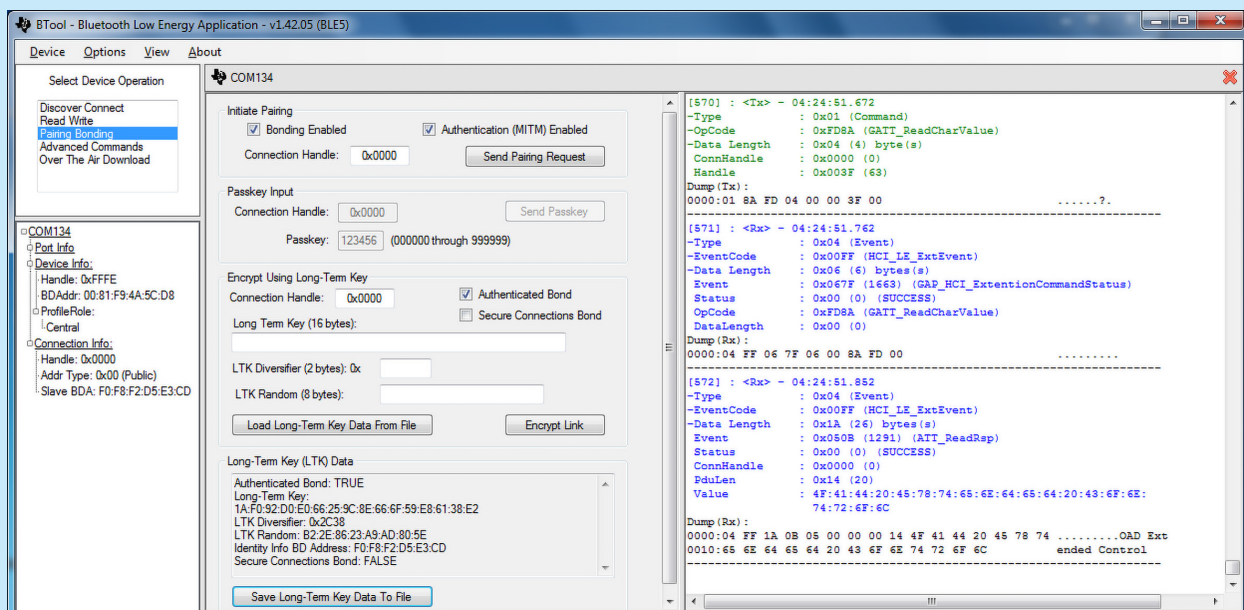 BTool - Bluetooth Low Energy Application - v1.42.05 (BLE5)
Device Options View About
Select Device Operation
Discover Connect
Read Write
Pairing Bonding
Advanced Commands
Over The Air Download
COM134
Port Info
Device Info:
Handle: 0xFFFE
BDAddr: 00:81:F9:4A:5C:D8
ProfileRole:
Central
Connection Info:
Handle: 0x0000
Addr Type: 0x00 (Public)
Slave BDA: F0:F8:F2:D5:E3:CD
COM134
Initiate Pairing
Bonding Enabled Authentication (MITM) Enabled
Connection Handle: 0x0000 Send Pairing Request
Passkey Input
Connection Handle: 0x0000 Send Passkey
Passkey: 123456 (000000 through 999999)
Encrypt Using Long-Term Key
Connection Handle: 0x0000 Authenticated Bond
Secure Connections Bond
Long Term Key (16 bytes):
LTK Diversifier (2 bytes): 0x
LTK Random (8 bytes):
Load Long-Term Key Data From File Encrypt Link
Long-Term Key (LTK) Data
Authenticated Bond: TRUE
Long-Term Key:
1A:F0:92:D0:E0:66:25:9C:8E:66:6F:59:E8:61:38:E2
LTK Diversifier: 0x2C38
LTK Random: B2:2E:86:23:A9:AD:80:5E
Identity Info BD Address: F0:F8:F2:D5:E3:CD
Secure Connections Bond: FALSE
Save Long-Term Key Data To File
[570] : <Tx> - 04:24:51.672
-Type : 0x01 (Command)
-OpCode : 0xFD8A (GATT_ReadCharValue)
-Data Length : 0x04 (4) byte(s)
ConnHandle : 0x0000 (0)
Handle : 0x003F (63)
Dump(Tx):
0000:01 8A FD 04 00 00 3F 00 ......?.
------------------------------------------------------------------
[571] : <Rx> - 04:24:51.762
-Type : 0x04 (Event)
-EventCode : 0x00FF (HCI_LE_ExtEvent)
-Data Length : 0x06 (6) bytes(s)
Event : 0x067F (1663) (GAP_HCI_ExtentionCommandStatus)
Status : 0x00 (0) (SUCCESS)
OpCode : 0xFD8A (GATT_ReadCharValue)
DataLength : 0x00 (0)
Dump(Rx):
0000:04 FF 06 7F 06 00 8A FD 00 .........
------------------------------------------------------------------
[572] : <Rx> - 04:24:51.852
-Type : 0x04 (Event)
-EventCode : 0x00FF (HCI_LE_ExtEvent)
-Data Length : 0x1A (26) bytes(s)
Event : 0x050B (1291) (ATT_ReadRsp)
Status : 0x00 (0) (SUCCESS)
ConnHandle : 0x0000 (0)
PduLen : 0x14 (20)
Value : 4F:41:44:20:45:78:74:65:6E:64:65:64:20:43:6F:6E:
74:72:6F:6C
Dump(Rx):
0000:04 FF 1A 0B 05 00 00 00 14 4F 41 44 20 45 78 74 .........OAD Ext
0010:65 6E 64 65 64 20 43 6F 6E 74 72 6F 6C ended Control
------------------------------------------------------------------